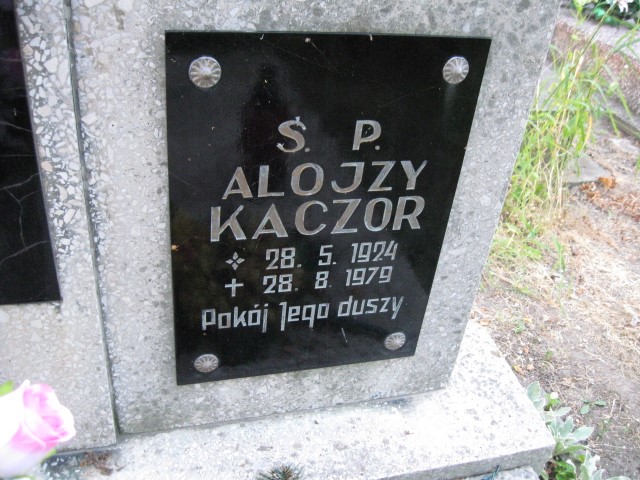 Ś. P.
ALOJZY
KACZOR
28. 5. 1924
28. 8. 1979
Pokój Jego duszy